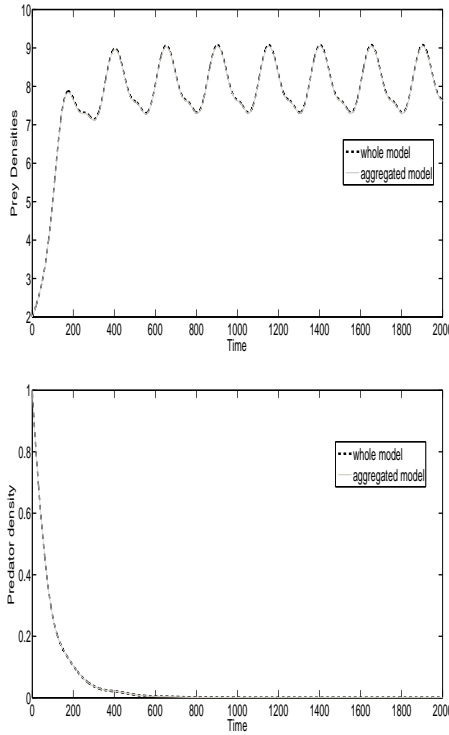 10
9
8
7
6
5
4
3
2
Prey Densities
whole model
aggregated model
0 200 400 600 800 1000 1200 1400 1600 1800 2000
Time
1
0.8
0.6
0.4
0.2
0
Predator density
whole model
aggregated model
0 200 400 600 800 1000 1200 1400 1600 1800 2000
Time